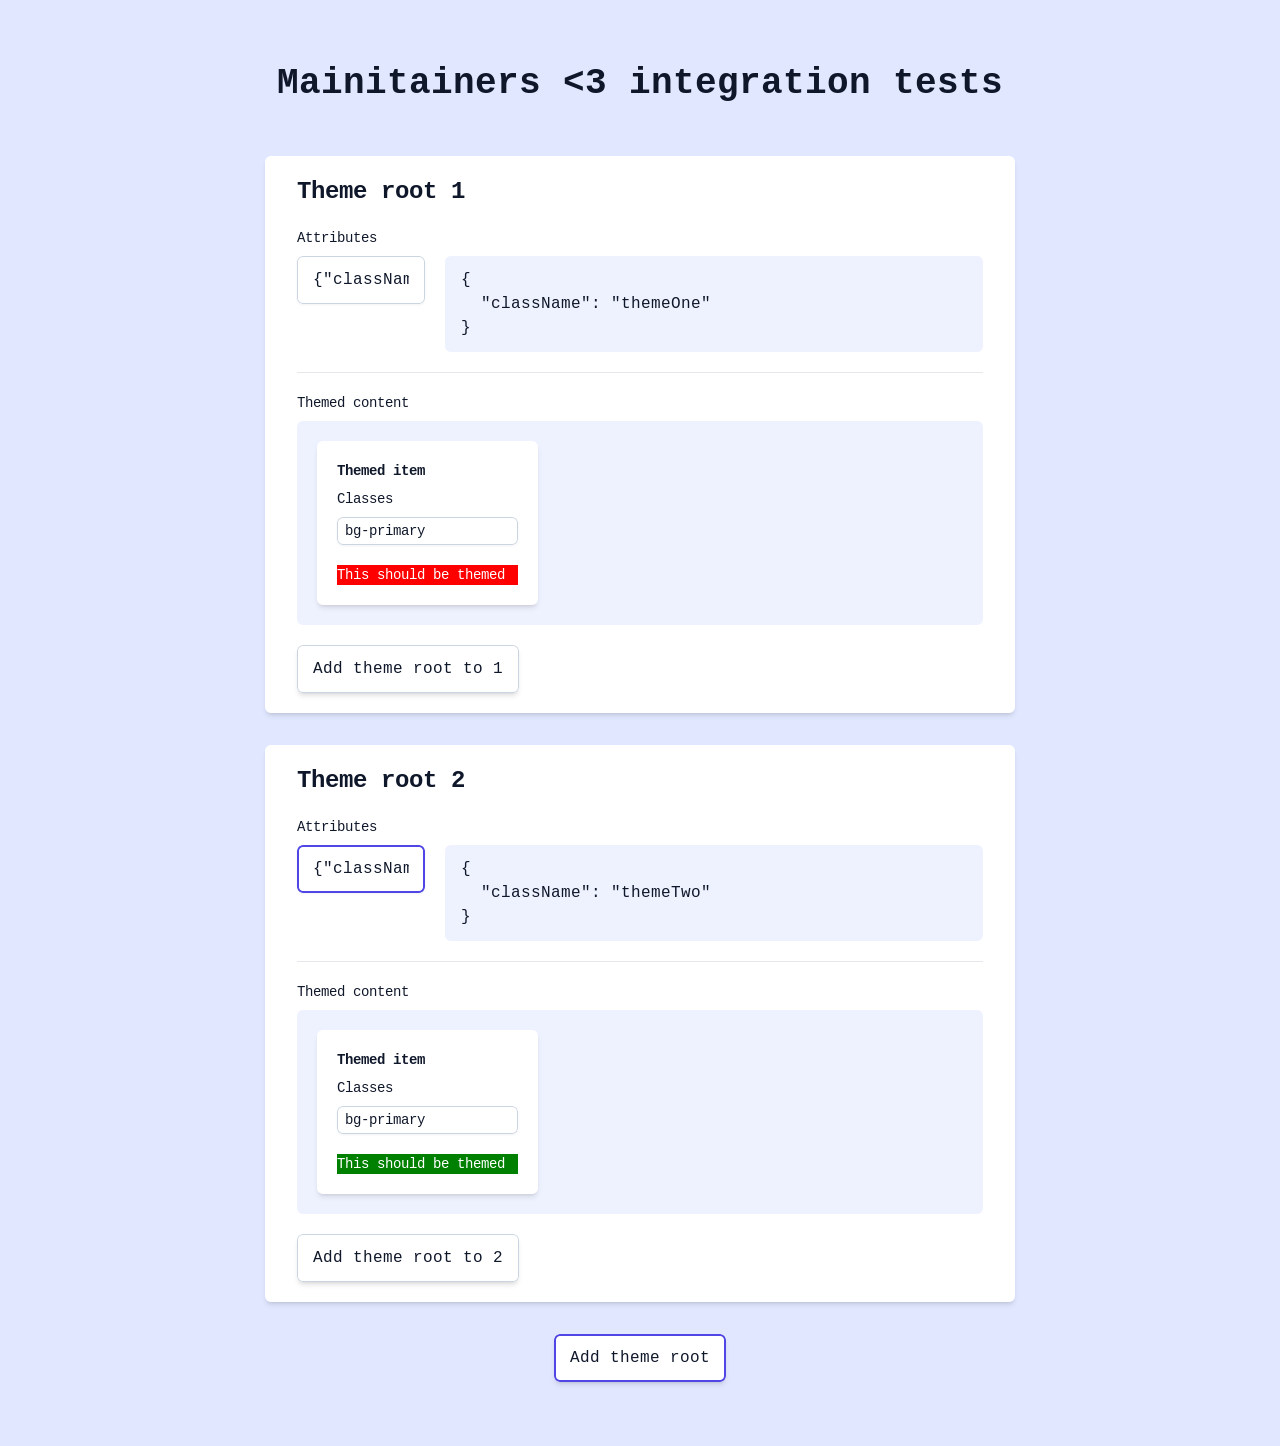 Mainitainers <3 integration tests
Theme root 1
Attributes
{"classNam
{
  "className": "themeOne"
}
Themed content
Themed item
Classes
bg-primary
This should be themed
Add theme root to 1
Theme root 2
Attributes
{"classNam
{
  "className": "themeTwo"
}
Themed content
Themed item
Classes
bg-primary
This should be themed
Add theme root to 2
Add theme root